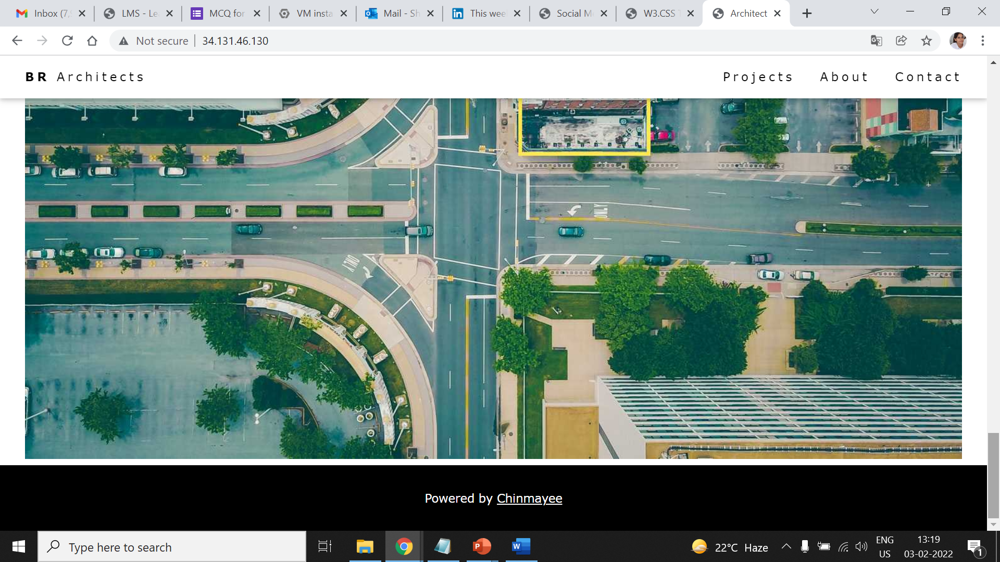 Inbox (7,
LMS - Le
MCQ for
VM insta
Mail - Sh
This wee
Social M
W3.CSS T
Architect
Not secure
34.131.46.130
BR Architects
Projects
About
Contact
ONLY
ONLY
Powered by Chinmayee
Type here to search
22°C Haze
ENG
US
13:19
03-02-2022
1